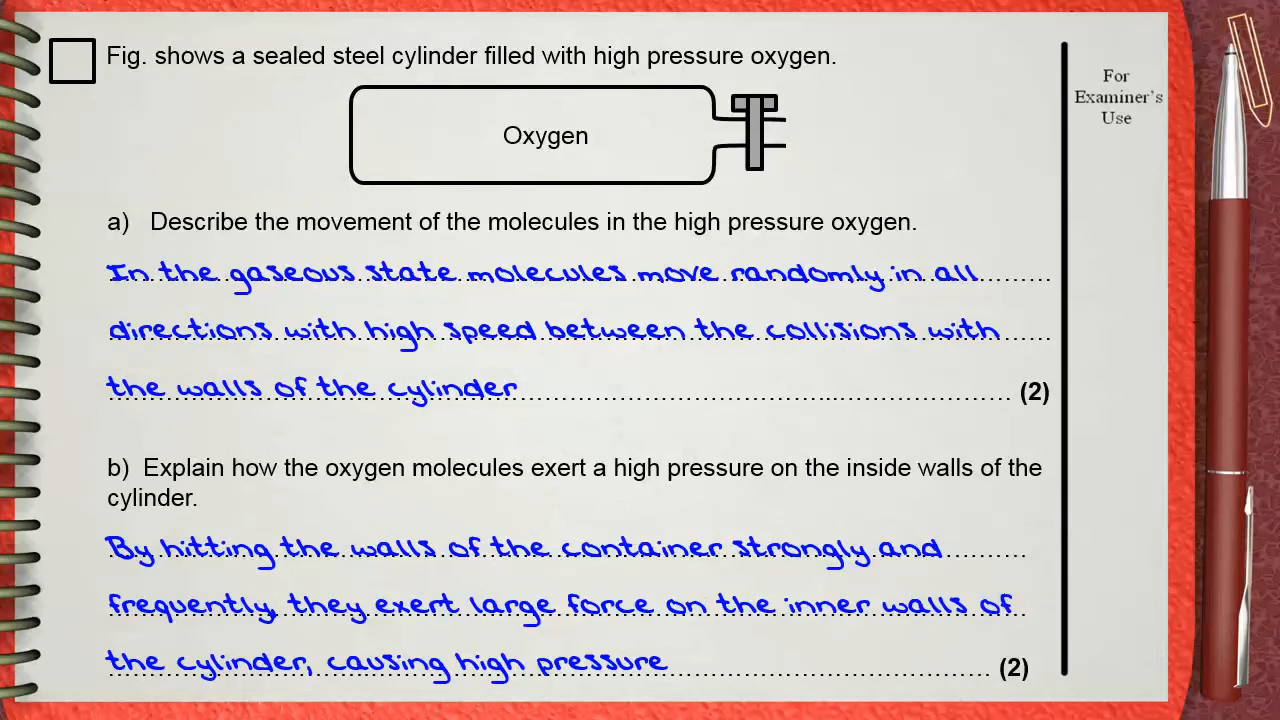 Fig. shows a sealed steel cylinder filled with high pressure oxygen.
For
Examiner's
Use
Oxygen
a) Describe the movement of the molecules in the high pressure oxygen.
In the gaseous state molecules move randomly in all
directions with high speed between the collisions with
the walls of the cylinder (2)
b) Explain how the oxygen molecules exert a high pressure on the inside walls of the
cylinder.
By hitting the walls of the container strongly and
frequently, they exert large force on the inner walls of
the cylinder, causing high pressure (2)